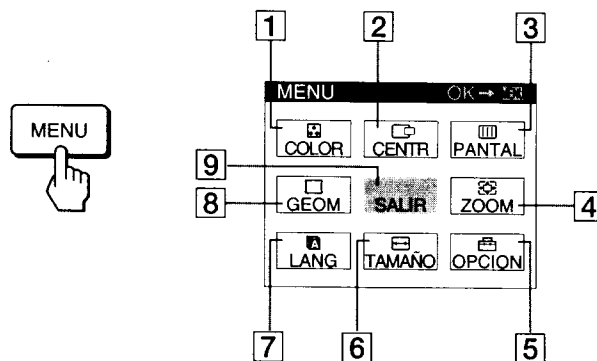 1 2 3
MENU
MENU OK→
COLOR CENTR PANTAL
9
8 GEOM SALIR ZOOM 4
LANG TAMAÑO OPCION
7 6 5